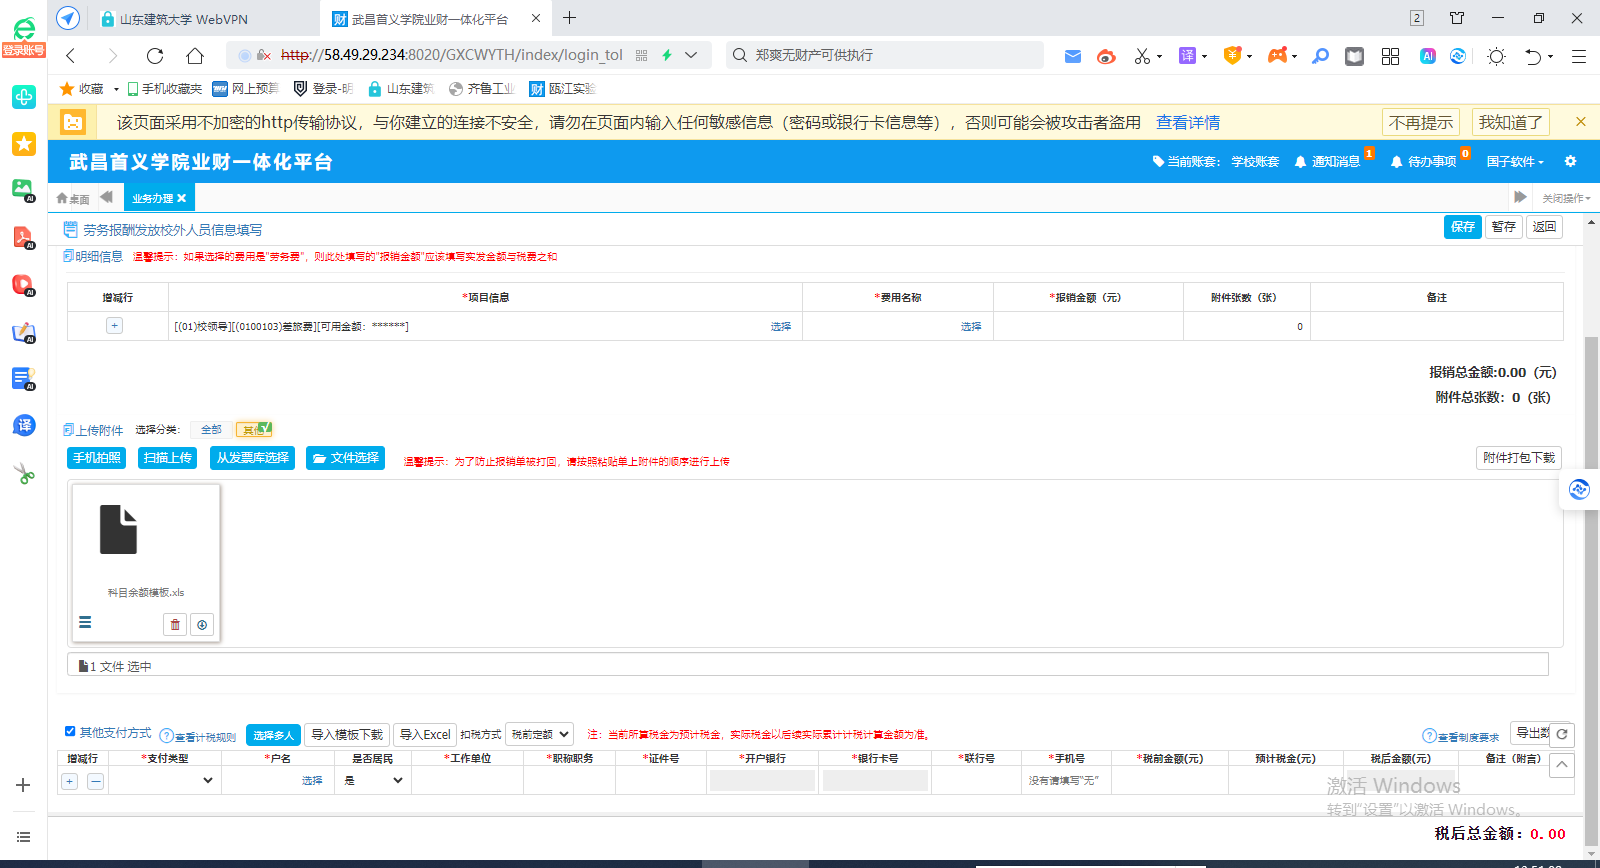 山东建筑大学 WebVPN
武昌首义学院业财一体化平台
2
登录账号
http://58.49.29.234:8020/GXCWYTH/index/login_tol
郑爽无财产可供执行
收藏 手机收藏夹 网上预算 登录-明 山东建筑 齐鲁工业 瓯江实验
该页面采用不加密的http传输协议，与你建立的连接不安全，请勿在页面内输入任何敏感信息（密码或银行卡信息等），否则可能会被攻击者盗用 查看详情 不再提示 我知道了
武昌首义学院业财一体化平台
当前账套： 学校账套 通知消息 1 待办事项 0 国子软件
桌面 业务办理 关闭操作
劳务报酬发放校外人员信息填写 保存 暂存 返回
明细信息 温馨提示：如果选择的费用是"劳务费"，则此处填写的"报销金额"应该填写实发金额与税费之和
增减行 *项目信息 *费用名称 *报销金额（元） 附件张数（张） 备注
[(01)校领导][(0100103)差旅费][可用金额：******] 选择 选择 0
报销总金额:0.00（元）
附件总张数：0（张）
上传附件 选择分类： 全部 其他
手机拍照 扫描上传 从发票库选择 文件选择 温馨提示：为了防止报销单被打回，请按照粘贴单上附件的顺序进行上传 附件打包下载
科目余额模板.xls
1 文件 选中
其他支付方式 查看计税规则 选择多人 导入模板下载 导入Excel 扣税方式 税前定额 注：当前所算税金为预计税金，实际税金以后续实际累计计税计算金额为准。 查看制度要求 导出数
增减行 *支付类型 *户名 是否居民 *工作单位 *职称职务 *证件号 *开户银行 *银行卡号 *联行号 *手机号 *税前金额(元) 预计税金(元) 税后金额(元) 备注（附言）
选择 是 没有请填写"无"
激活 Windows
转到"设置"以激活 Windows。
税后总金额：0.00